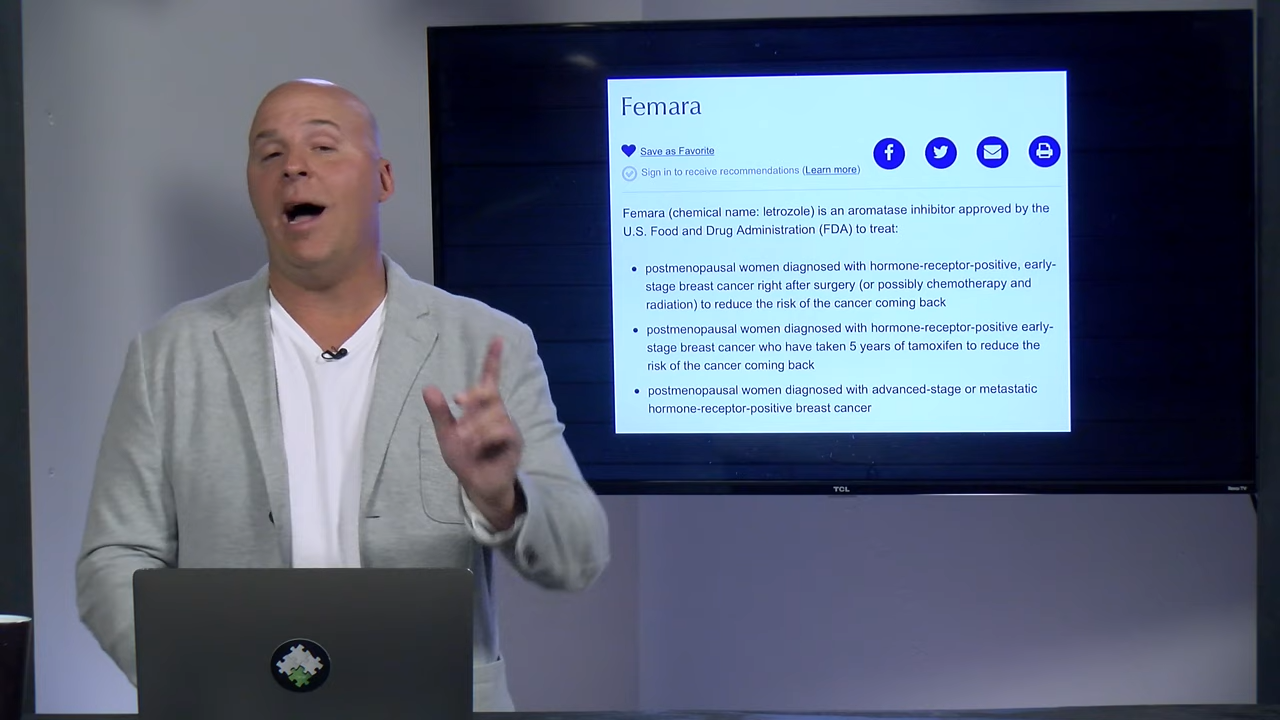 Femara
Save as Favorite
Sign in to receive recommendations (Learn more)
Femara (chemical name: letrozole) is an aromatase inhibitor approved by the
U.S. Food and Drug Administration (FDA) to treat:
• postmenopausal women diagnosed with hormone-receptor-positive, early-
stage breast cancer right after surgery (or possibly chemotherapy and
radiation) to reduce the risk of the cancer coming back
• postmenopausal women diagnosed with hormone-receptor-positive early-
stage breast cancer who have taken 5 years of tamoxifen to reduce the
risk of the cancer coming back
• postmenopausal women diagnosed with advanced-stage or metastatic
hormone-receptor-positive breast cancer
TCL
Roku TV